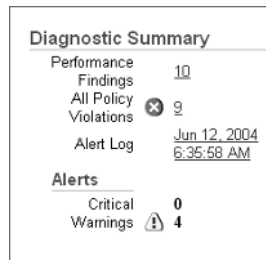 Diagnostic Summary
Performance
Findings 10
All Policy
Violations 9
Alert Log Jun 12, 2004
6:35:58 AM
Alerts
Critical 0
Warnings 4